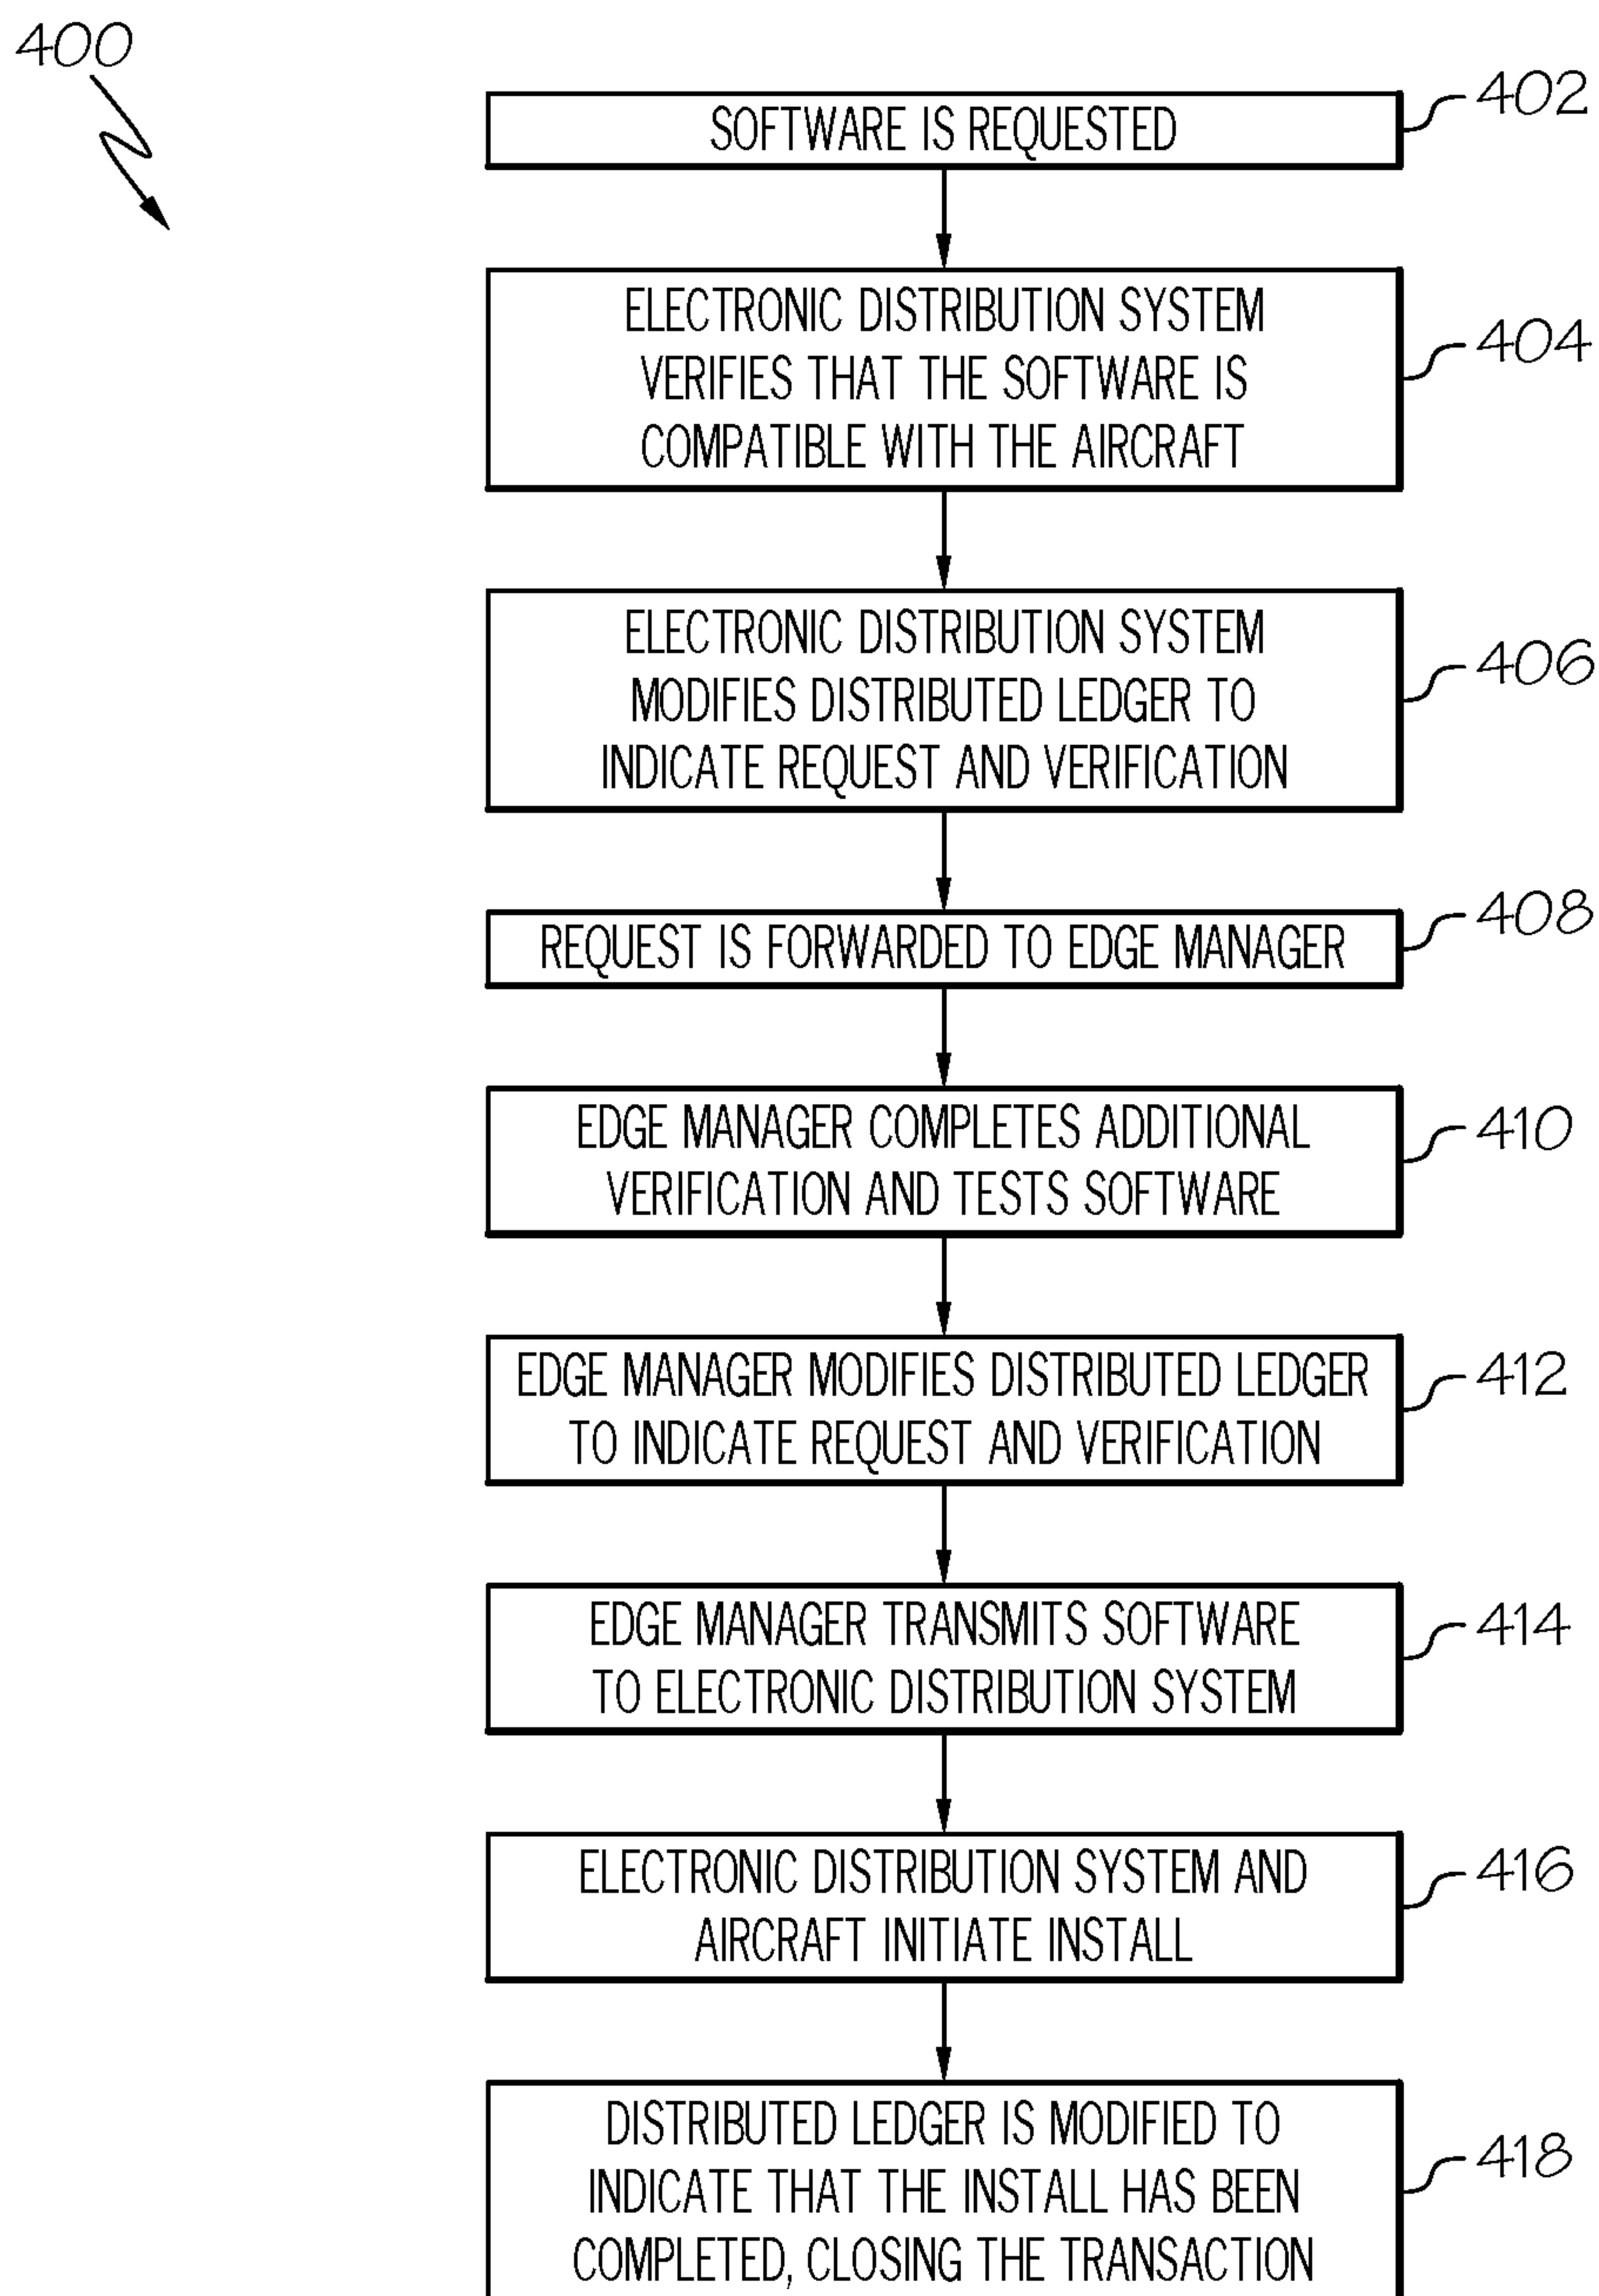 400
SOFTWARE IS REQUESTED
402
ELECTRONIC DISTRIBUTION SYSTEM
VERIFIES THAT THE SOFTWARE IS
COMPATIBLE WITH THE AIRCRAFT
404
ELECTRONIC DISTRIBUTION SYSTEM
MODIFIES DISTRIBUTED LEDGER TO
INDICATE REQUEST AND VERIFICATION
406
REQUEST IS FORWARDED TO EDGE MANAGER
408
EDGE MANAGER COMPLETES ADDITIONAL
VERIFICATION AND TESTS SOFTWARE
410
EDGE MANAGER MODIFIES DISTRIBUTED LEDGER
TO INDICATE REQUEST AND VERIFICATION
412
EDGE MANAGER TRANSMITS SOFTWARE
TO ELECTRONIC DISTRIBUTION SYSTEM
414
ELECTRONIC DISTRIBUTION SYSTEM AND
AIRCRAFT INITIATE INSTALL
416
DISTRIBUTED LEDGER IS MODIFIED TO
INDICATE THAT THE INSTALL HAS BEEN
COMPLETED, CLOSING THE TRANSACTION
418